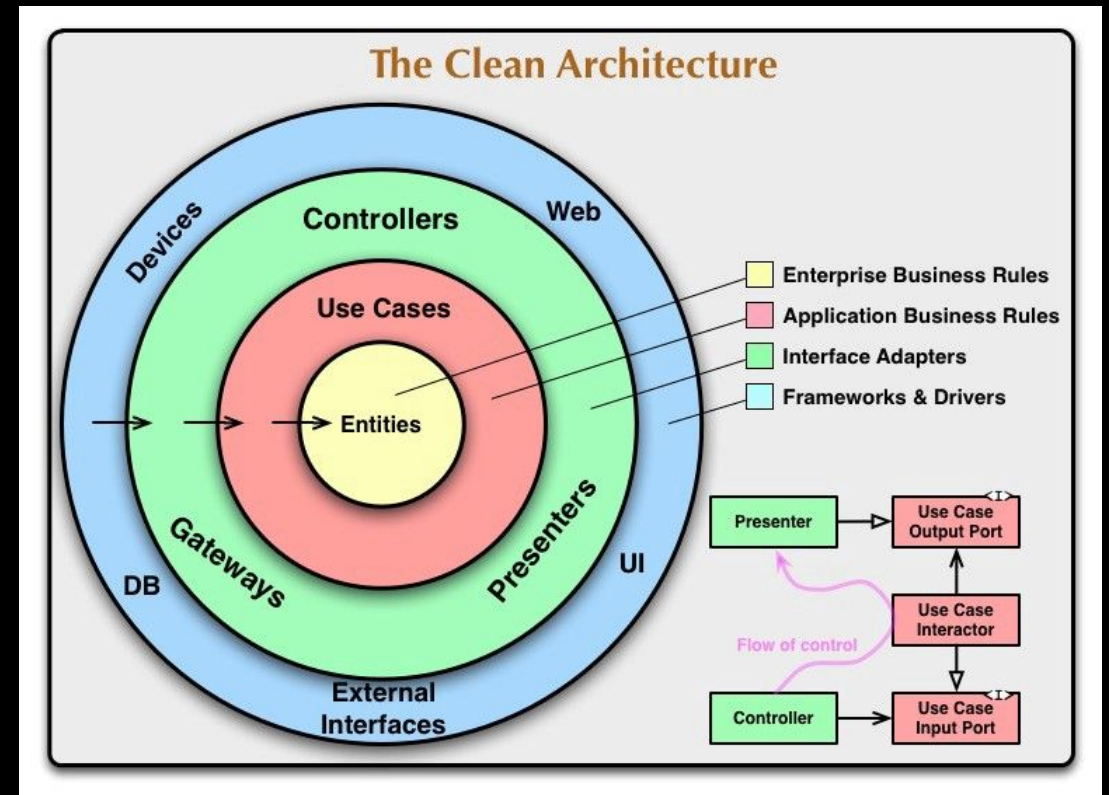 The Clean Architecture
Devices
Controllers
Web
Use Cases
Entities
Gateways
Presenters
DB
UI
External
Interfaces
Enterprise Business Rules
Application Business Rules
Interface Adapters
Frameworks & Drivers
Presenter
<I>
Use Case
Output Port
Flow of control
Use Case
Interactor
Controller
<I>
Use Case
Input Port